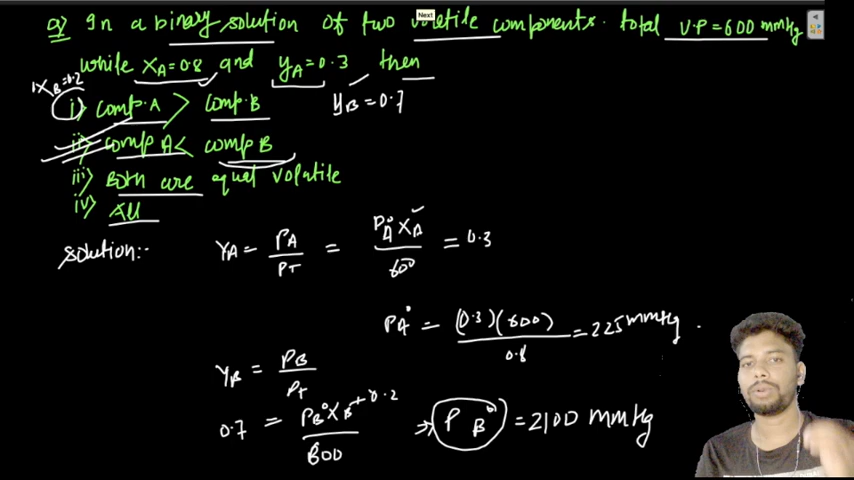 Q) In a binary solution of two volatile components. total V.P = 600 mmHg
Next
while XA = 0.8 and yA = 0.3 then
XB = 0.2
yB = 0.7
i) comp.A > comp.B
ii) comp A < comp B
iii) Both are equal volatile
iv) All
solution:-
YA = PA/PT = PA° XA/600 = 0.3
PA° = (0.3)(600)/0.8 = 225 mmHg.
YB = PB/PT
0.7 = PB° XB/600 → 0.2 ⇒ PB° = 2100 mmHg